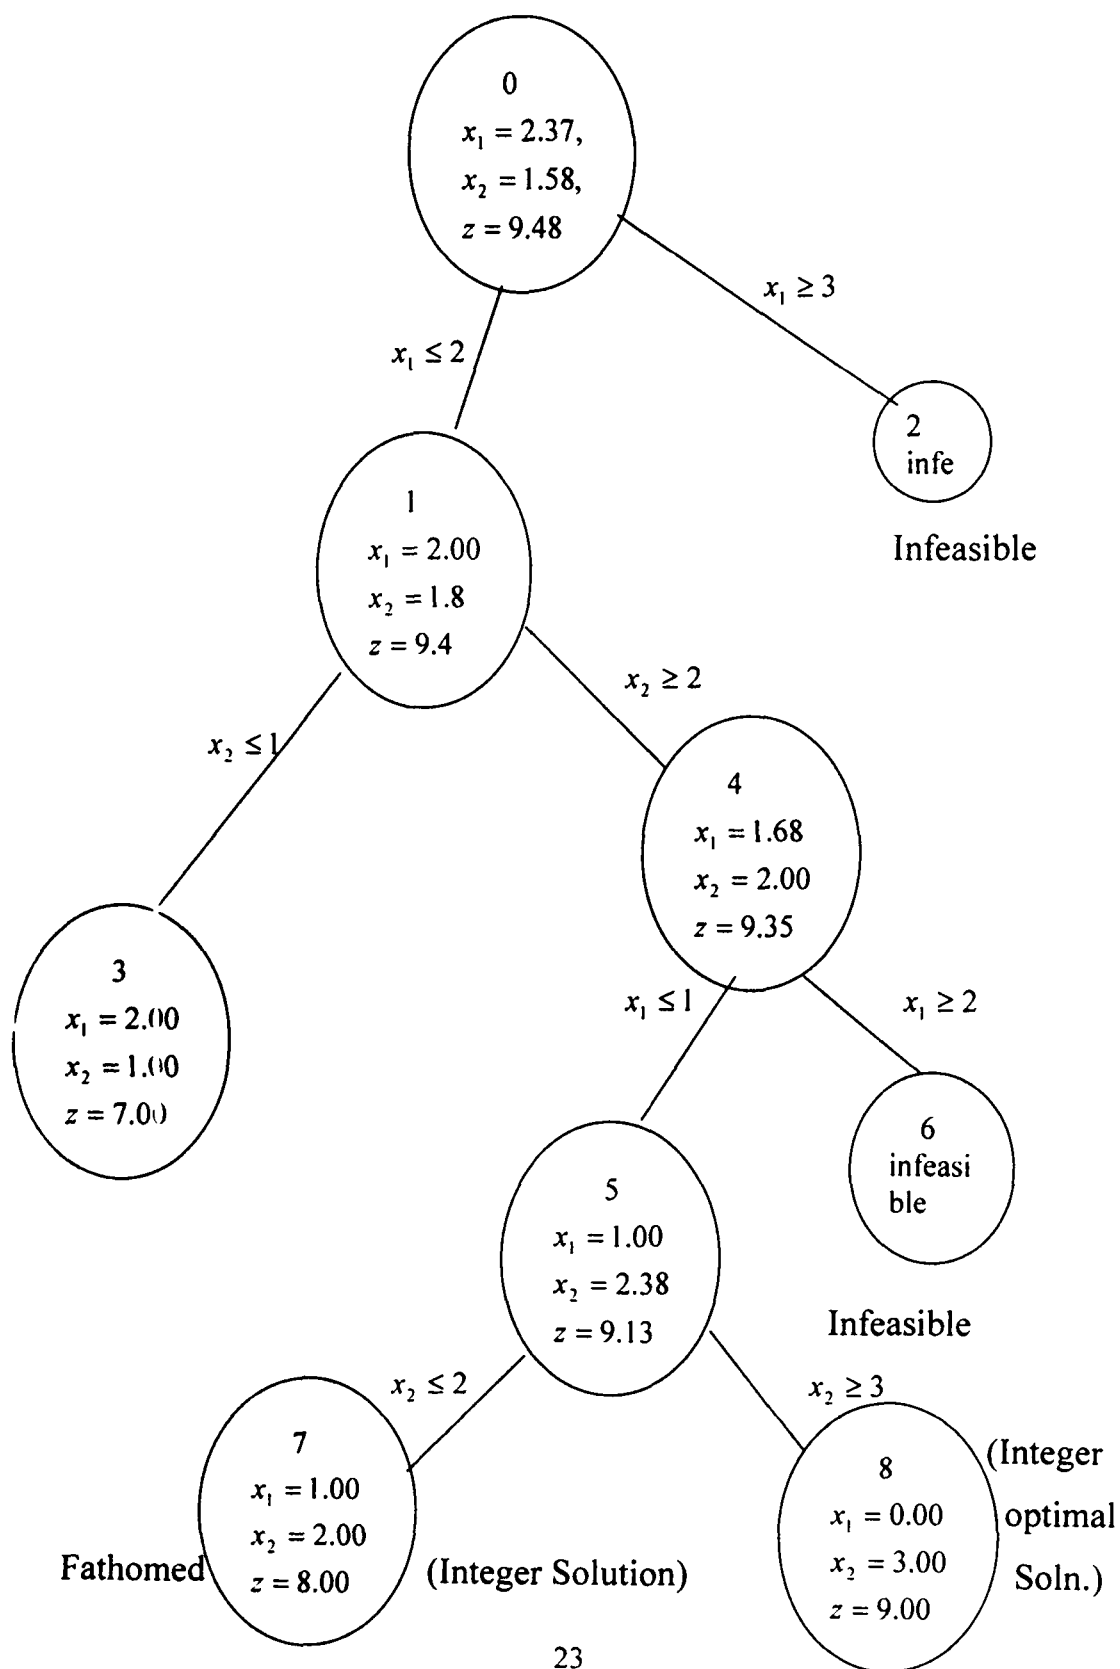 0
x₁ = 2.37,
x₂ = 1.58,
z = 9.48
x₁ ≥ 3
x₁ ≤ 2
2
infe
Infeasible
1
x₁ = 2.00
x₂ = 1.8
z = 9.4
x₂ ≥ 2
x₂ ≤ 1
4
x₁ = 1.68
x₂ = 2.00
z = 9.35
3
x₁ = 2.00
x₂ = 1.00
z = 7.00
x₁ ≤ 1
x₁ ≥ 2
6
infeasi
ble
Infeasible
5
x₁ = 1.00
x₂ = 2.38
z = 9.13
x₂ ≤ 2
x₂ ≥ 3
7
x₁ = 1.00
x₂ = 2.00
z = 8.00
Fathomed
(Integer Solution)
8
x₁ = 0.00
x₂ = 3.00
z = 9.00
(Integer
optimal
Soln.)
23